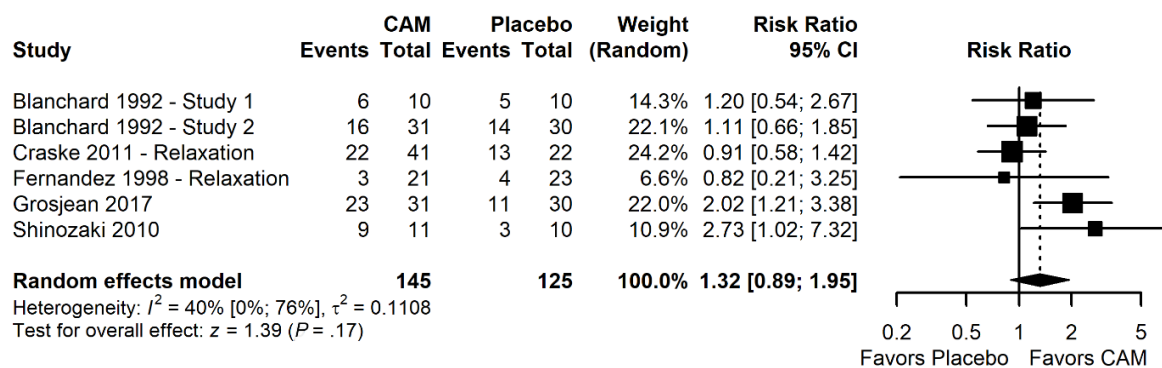 CAM Placebo Weight Risk Ratio
Study Events Total Events Total (Random) 95% CI Risk Ratio
Blanchard 1992 - Study 1 6 10 5 10 14.3% 1.20 [0.54; 2.67]
Blanchard 1992 - Study 2 16 31 14 30 22.1% 1.11 [0.66; 1.85]
Craske 2011 - Relaxation 22 41 13 22 24.2% 0.91 [0.58; 1.42]
Fernandez 1998 - Relaxation 3 21 4 23 6.6% 0.82 [0.21; 3.25]
Grosjean 2017 23 31 11 30 22.0% 2.02 [1.21; 3.38]
Shinozaki 2010 9 11 3 10 10.9% 2.73 [1.02; 7.32]
Random effects model 145 125 100.0% 1.32 [0.89; 1.95]
Heterogeneity: I² = 40% [0%; 76%], τ² = 0.1108
Test for overall effect: z = 1.39 (P = .17)
0.2 0.5 1 2 5
Favors Placebo Favors CAM